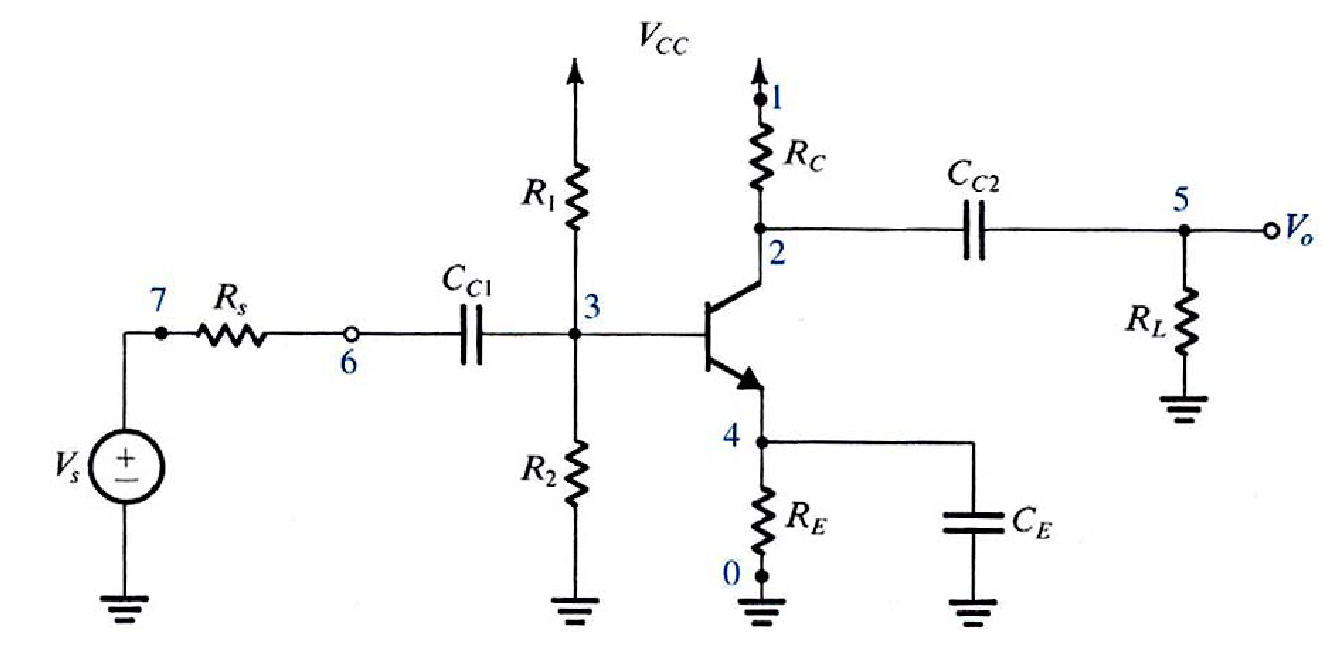 V_CC
1
R_C
C_C2
5
V_o
R_1
2
C_C1
7
R_s
3
6
R_L
4
V_s
+
−
R_2
R_E
C_E
0